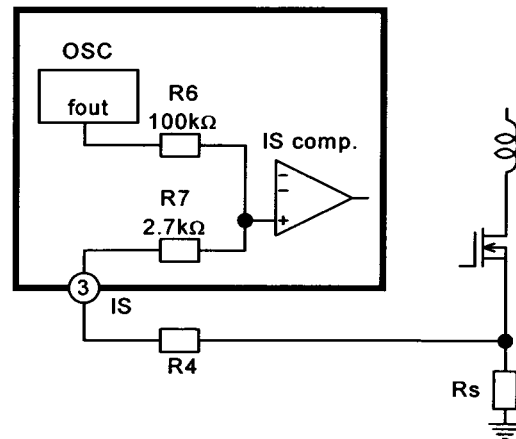 OSC
fout
R6
100kΩ
IS comp.
−
−
+
R7
2.7kΩ
3
IS
R4
Rs